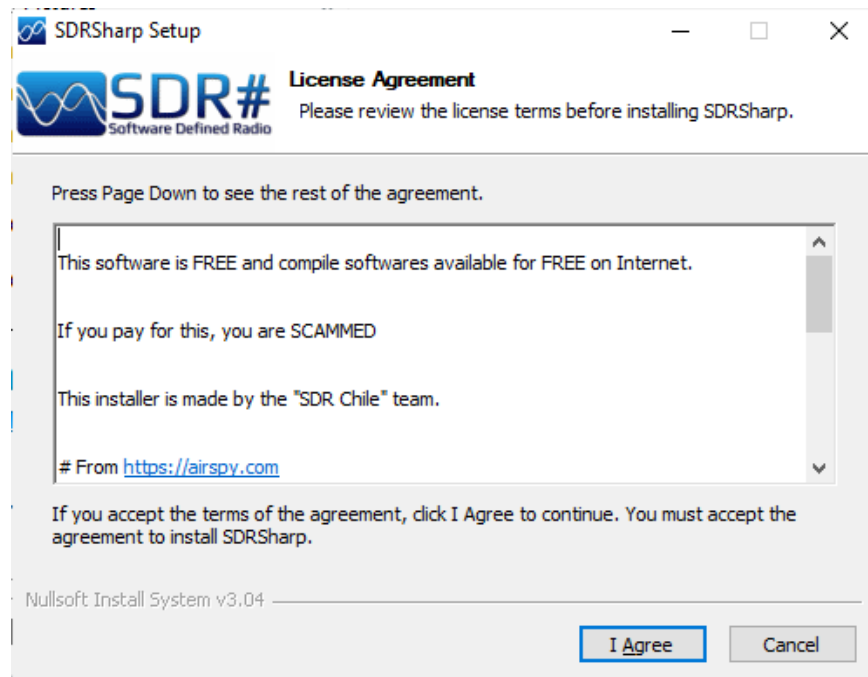 SDRSharp Setup
SDR#
Software Defined Radio
License Agreement
Please review the license terms before installing SDRSharp.
Press Page Down to see the rest of the agreement.
This software is FREE and compile softwares available for FREE on Internet.
If you pay for this, you are SCAMMED
This installer is made by the "SDR Chile" team.
# From https://airspy.com
If you accept the terms of the agreement, click I Agree to continue. You must accept the
agreement to install SDRSharp.
Nullsoft Install System v3.04
I Agree
Cancel